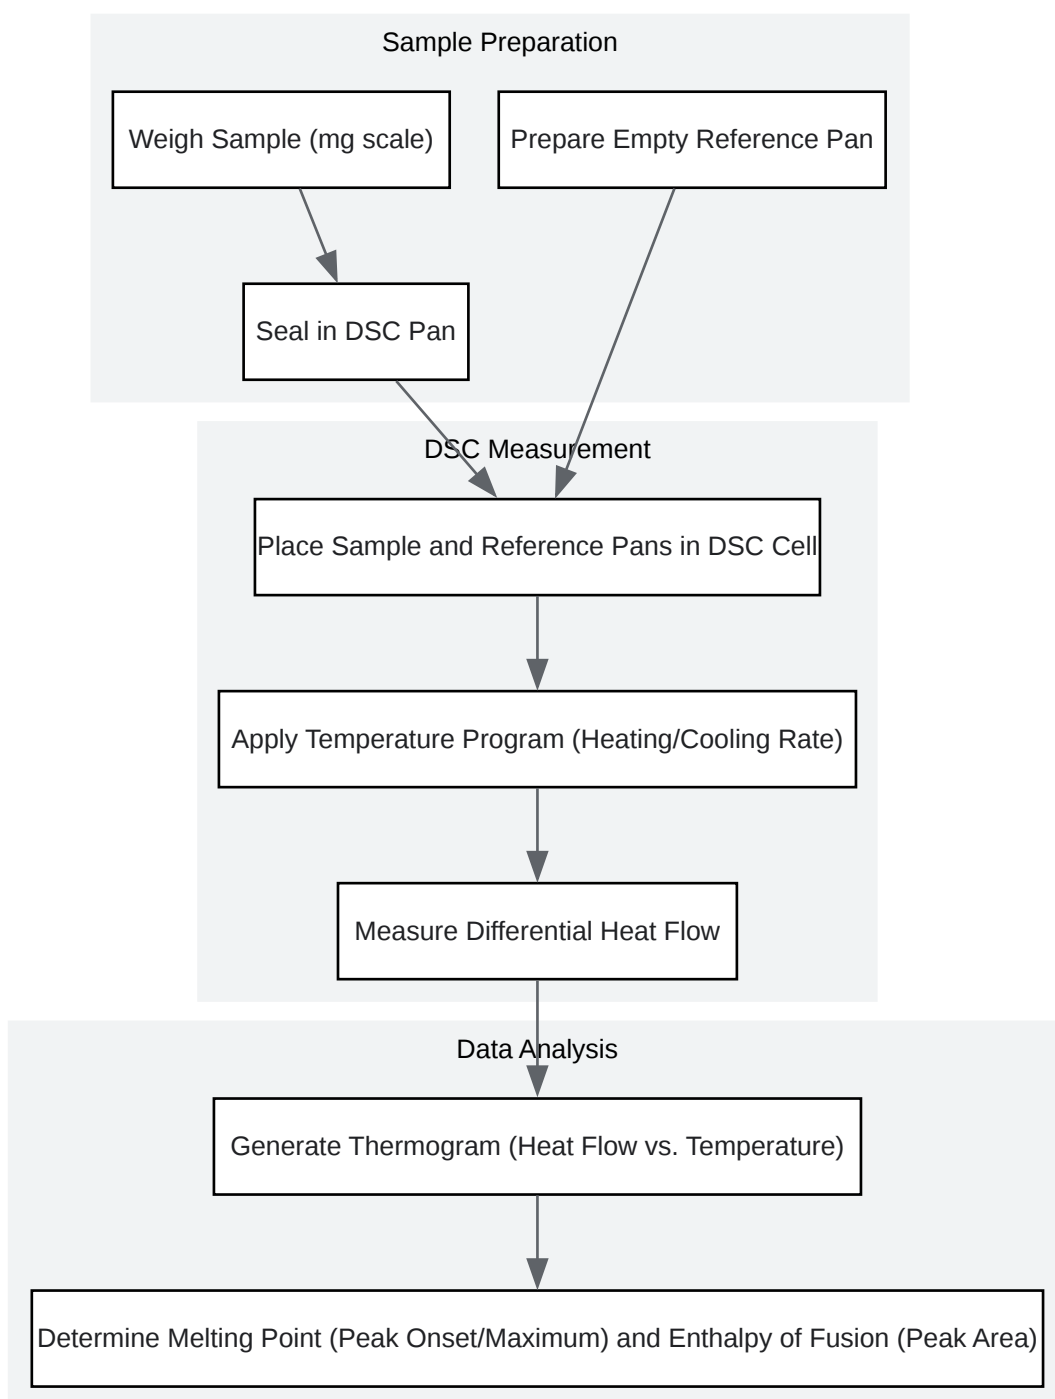 Sample Preparation
Weigh Sample (mg scale)
Prepare Empty Reference Pan
Seal in DSC Pan
DSC Measurement
Place Sample and Reference Pans in DSC Cell
Apply Temperature Program (Heating/Cooling Rate)
Measure Differential Heat Flow
Data Analysis
Generate Thermogram (Heat Flow vs. Temperature)
Determine Melting Point (Peak Onset/Maximum) and Enthalpy of Fusion (Peak Area)